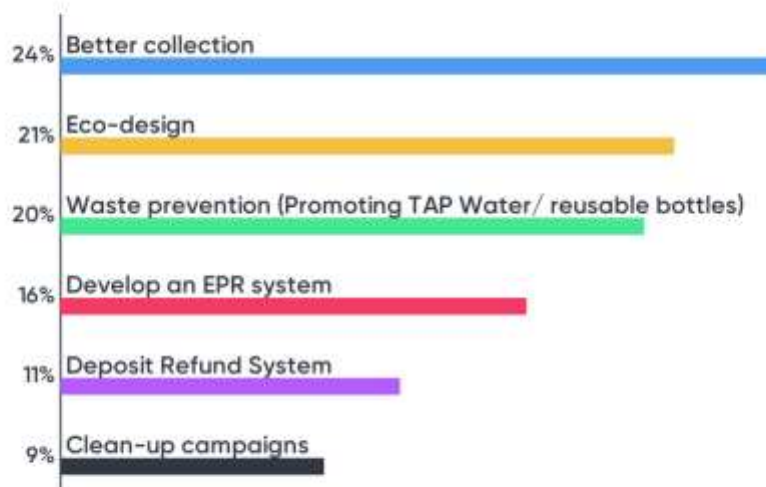 Better collection
24%
Eco-design
21%
Waste prevention (Promoting TAP Water/ reusable bottles)
20%
Develop an EPR system
16%
Deposit Refund System
11%
Clean-up campaigns
9%